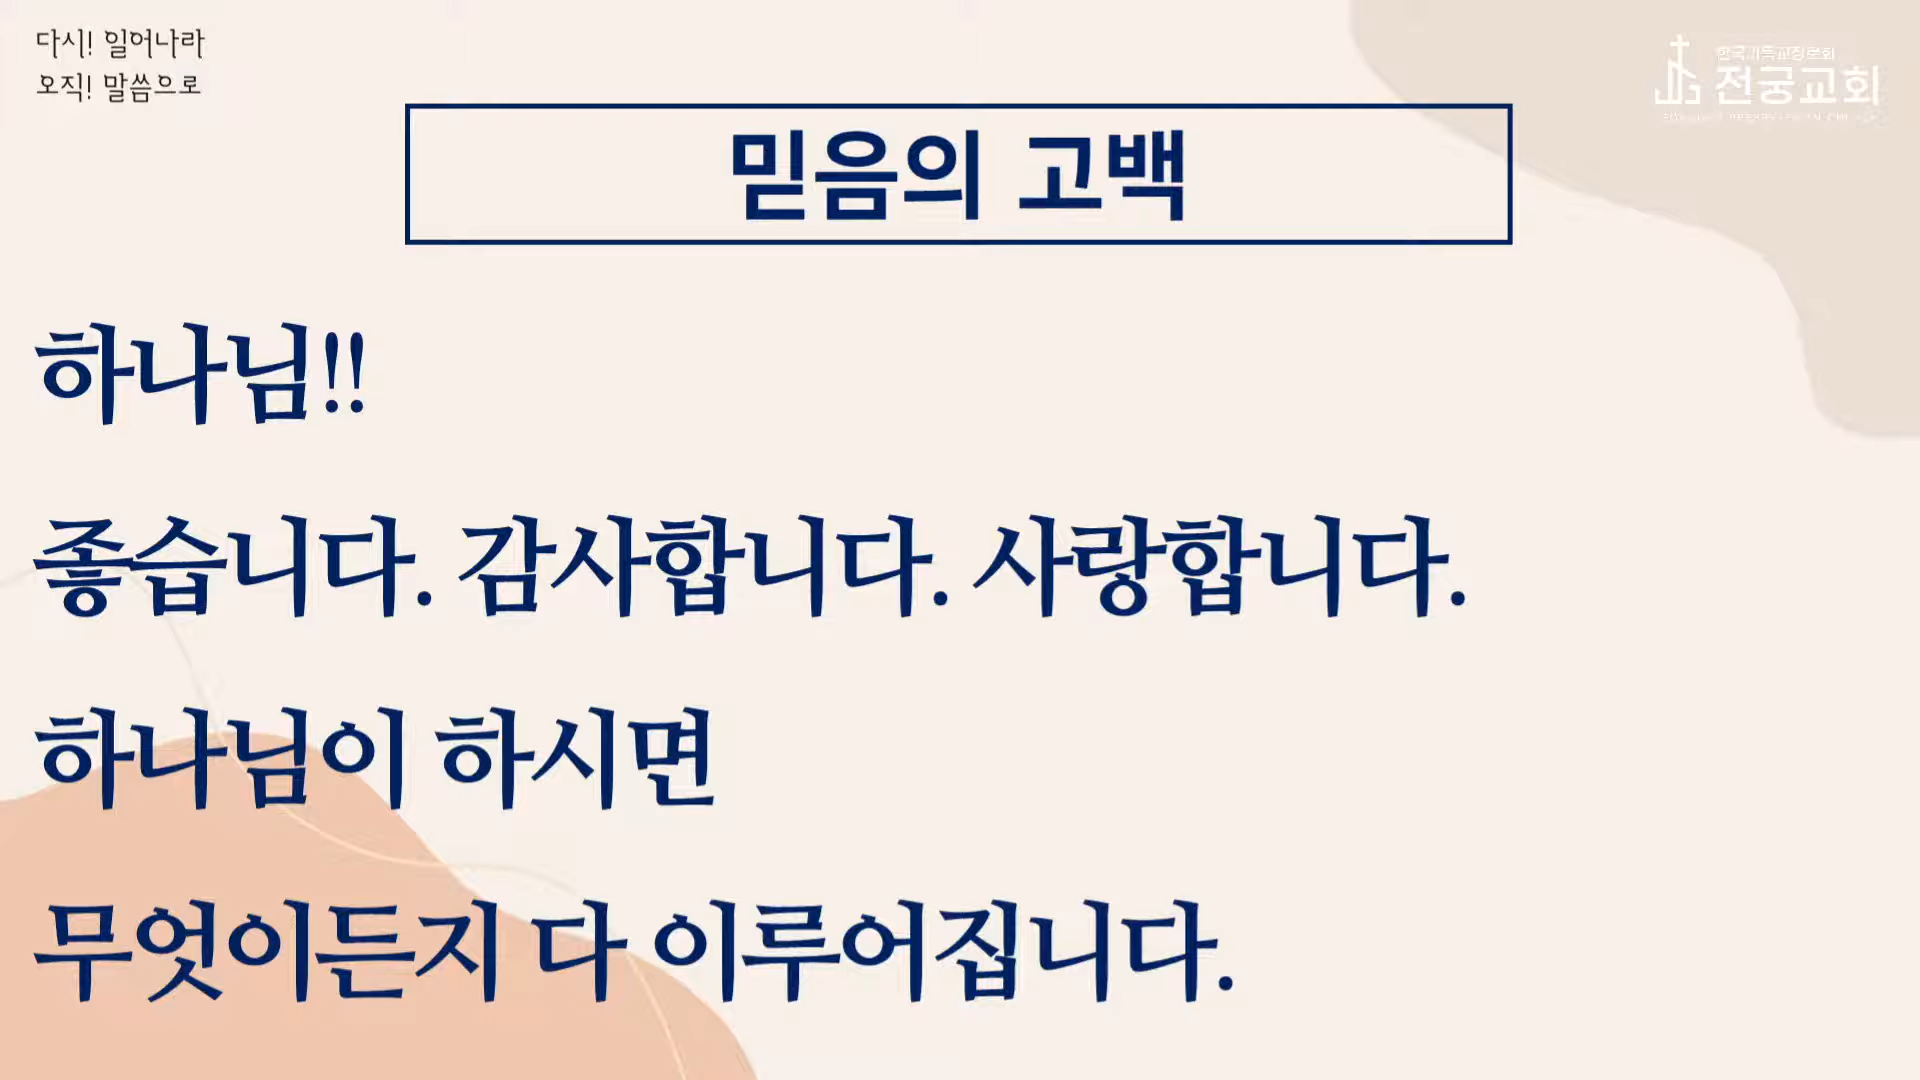 다시! 일어나라
오직! 말씀으로
한국기독교장로회
전궁교회
믿음의 고백
하나님!!
좋습니다. 감사합니다. 사랑합니다.
하나님이 하시면
무엇이든지 다 이루어집니다.